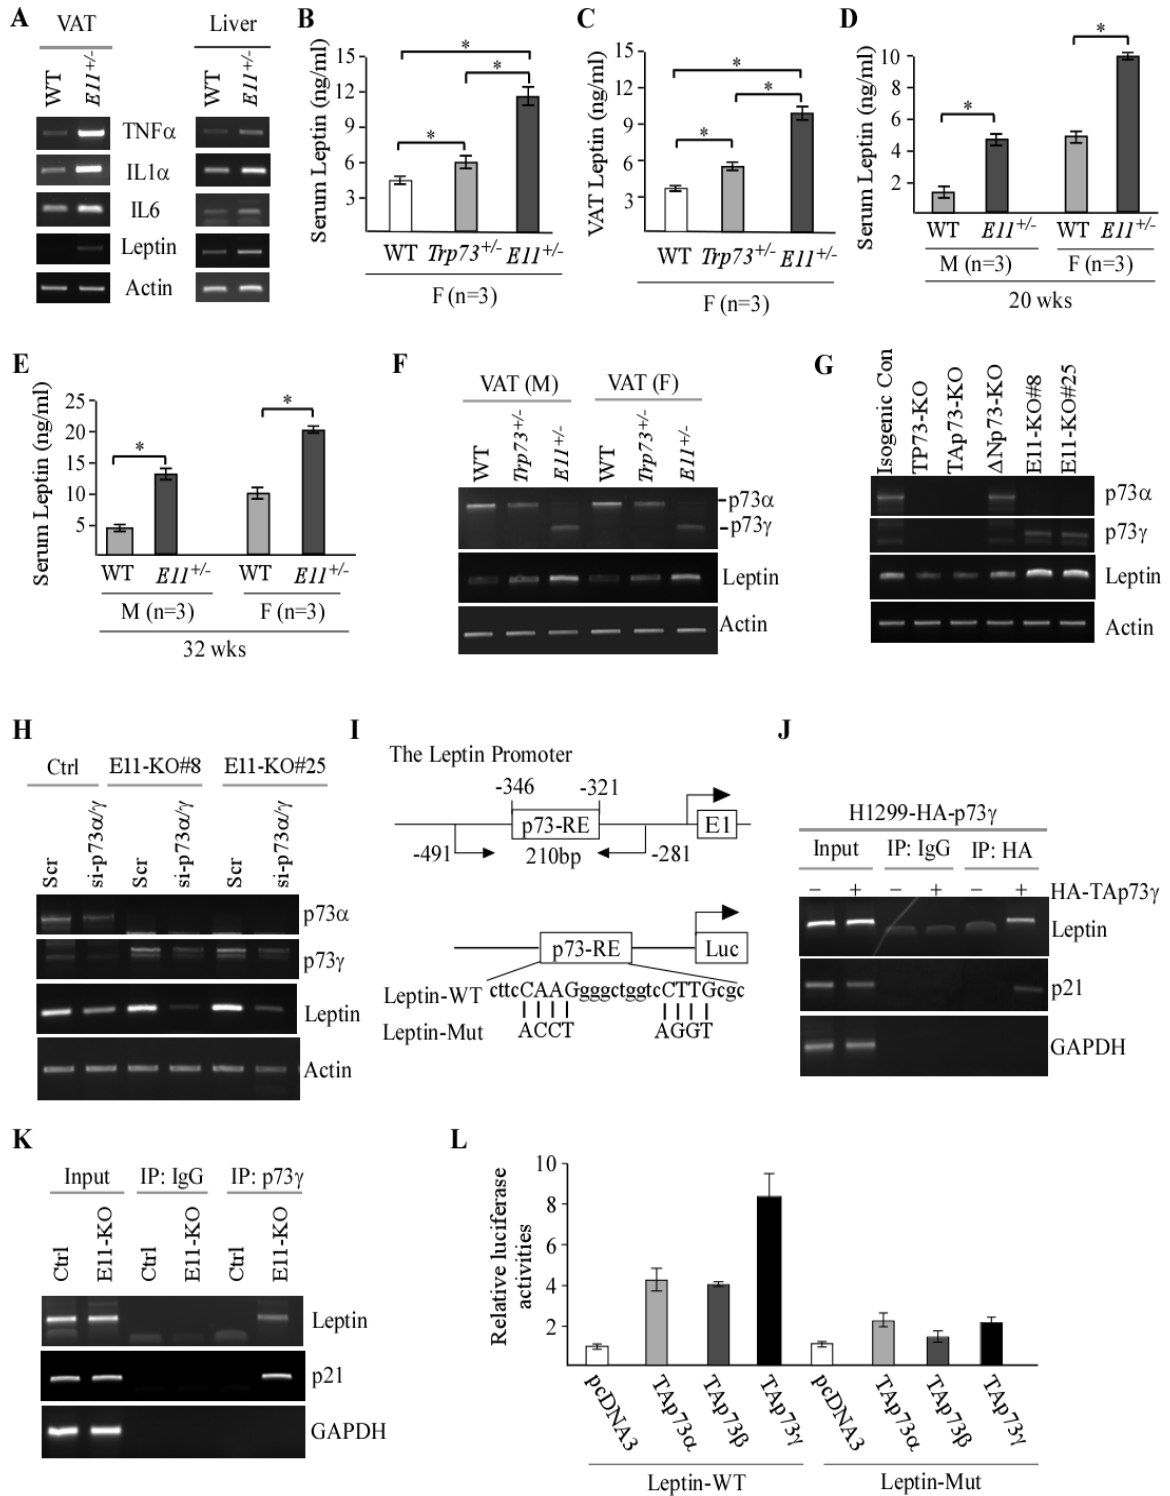 A
VAT
Liver
WT
E11+/-
WT
E11+/-
TNFα
IL1α
IL6
Leptin
Actin
B
Serum Leptin (ng/ml)
15
12
9
6
3
*
*
*
WT Trp73+/- E11+/-
F (n=3)
C
VAT Leptin (ng/ml)
15
12
9
6
3
*
*
*
WT Trp73+/- E11+/-
F (n=3)
D
Serum Leptin (ng/ml)
10
8
6
4
2
*
*
WT E11+/- WT E11+/-
M (n=3) F (n=3)
20 wks
E
Serum Leptin (ng/ml)
25
20
15
10
5
*
*
WT E11+/- WT E11+/-
M (n=3) F (n=3)
32 wks
F
VAT (M) VAT (F)
WT
Trp73+/-
E11+/-
WT
Trp73+/-
E11+/-
-p73α
-p73γ
Leptin
Actin
G
Isogenic Con
TP73-KO
TAp73-KO
ΔNp73-KO
E11-KO#8
E11-KO#25
p73α
p73γ
Leptin
Actin
H
Ctrl E11-KO#8 E11-KO#25
Scr
si-p73α/γ
Scr
si-p73α/γ
Scr
si-p73α/γ
p73α
p73γ
Leptin
Actin
I
The Leptin Promoter
-346 -321
p73-RE E1
-491 210bp -281
p73-RE Luc
Leptin-WT cttcCAAGgggctggtcCTTGcgc
Leptin-Mut ACCT AGGT
J
H1299-HA-p73γ
Input IP: IgG IP: HA
− + − + − + HA-TAp73γ
Leptin
p21
GAPDH
K
Input IP: IgG IP: p73γ
Ctrl
E11-KO
Ctrl
E11-KO
Ctrl
E11-KO
Leptin
p21
GAPDH
L
Relative luciferase
activities
10
8
6
4
2
pcDNA3
TAp73α
TAp73β
TAp73γ
pcDNA3
TAp73α
TAp73β
TAp73γ
Leptin-WT Leptin-Mut